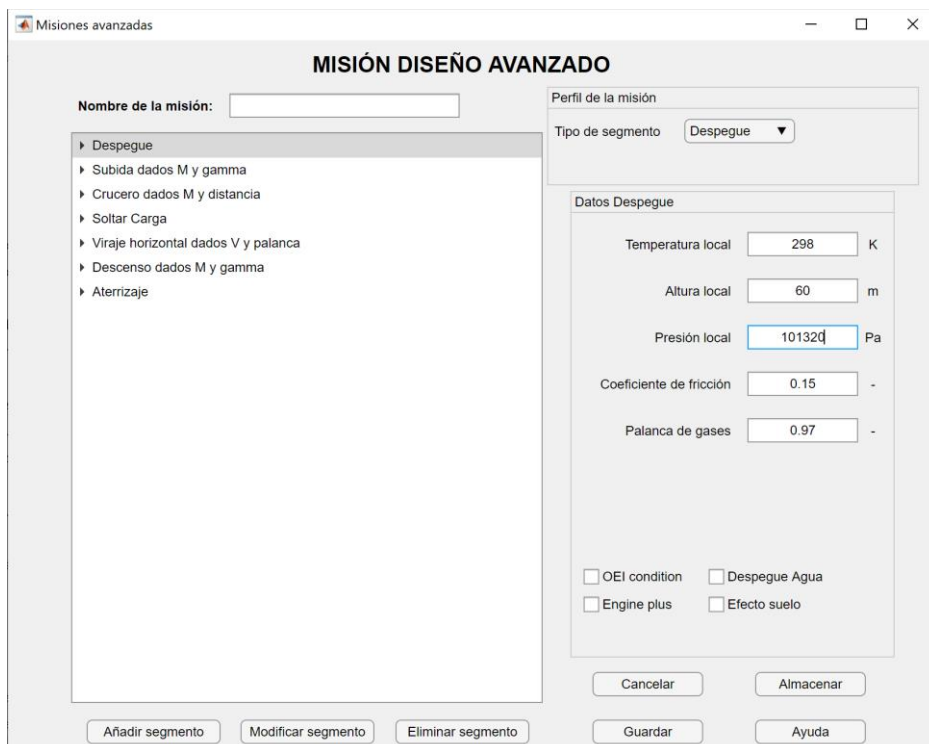 Misiones avanzadas
MISIÓN DISEÑO AVANZADO
Nombre de la misión:
Despegue
Subida dados M y gamma
Crucero dados M y distancia
Soltar Carga
Viraje horizontal dados V y palanca
Descenso dados M y gamma
Aterrizaje
Añadir segmento Modificar segmento Eliminar segmento
Perfil de la misión
Tipo de segmento Despegue
Datos Despegue
Temperatura local 298 K
Altura local 60 m
Presión local 101320 Pa
Coeficiente de fricción 0.15 -
Palanca de gases 0.97 -
OEI condition Despegue Agua
Engine plus Efecto suelo
Cancelar Almacenar
Guardar Ayuda